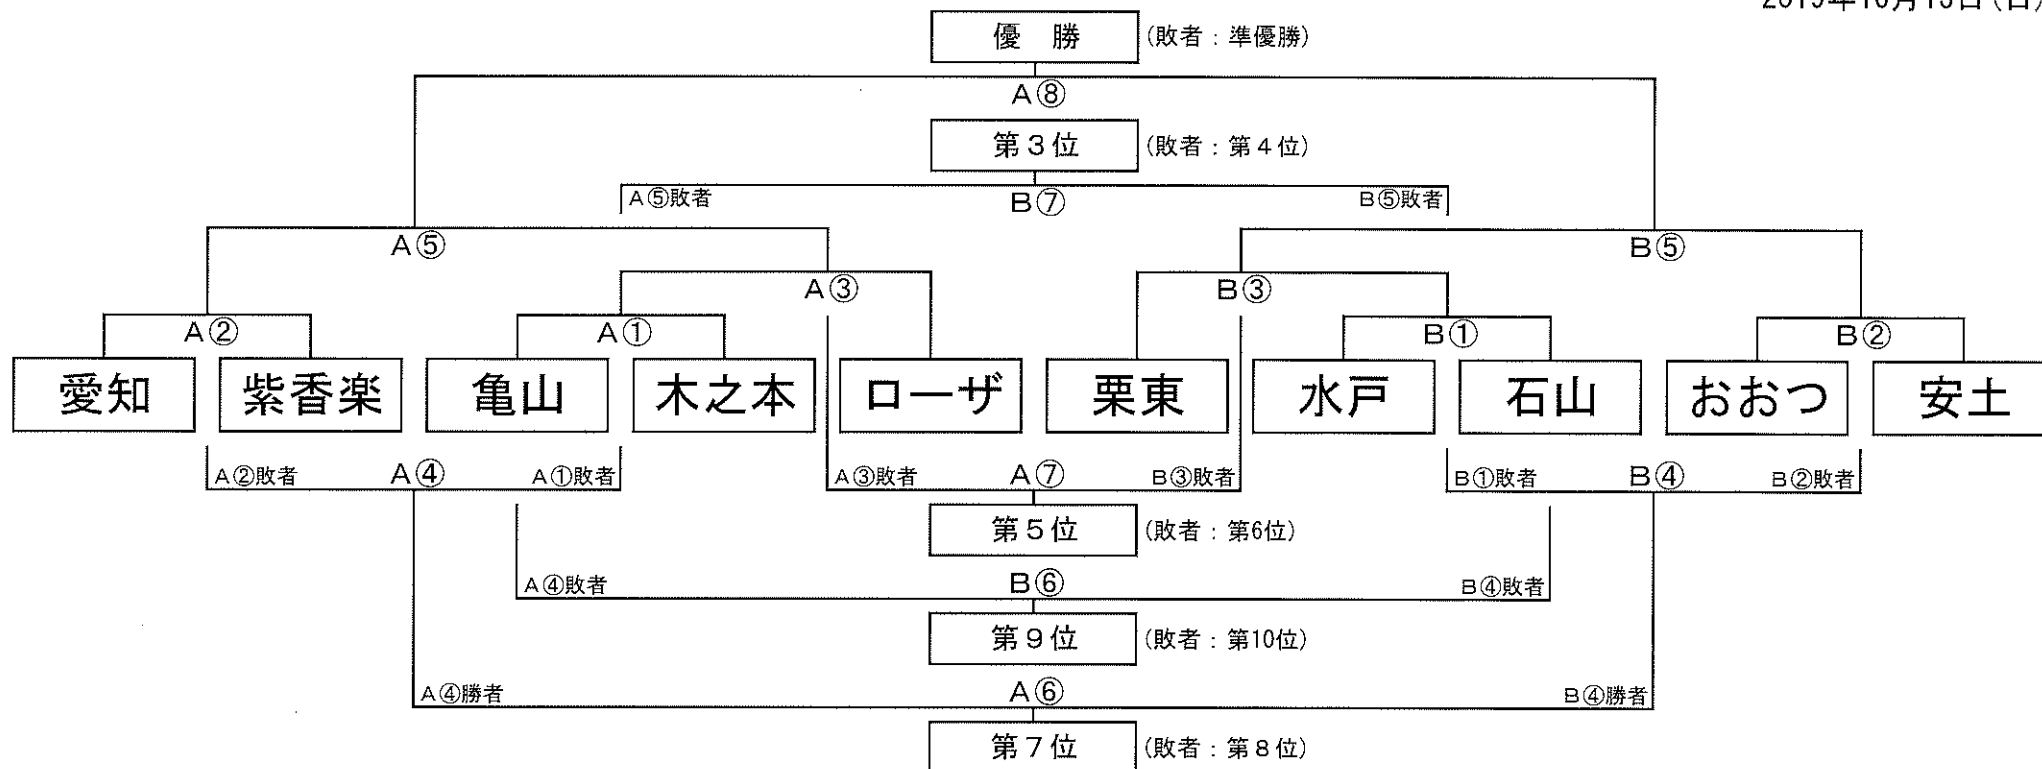 優　勝 (敗者：準優勝)
A⑧
第３位 (敗者：第４位)
A⑤敗者 B⑦ B⑤敗者
A⑤ B⑤
A③ B③
A② A① B① B②
愛知 紫香楽 亀山 木之本 ローザ 栗東 水戸 石山 おおつ 安土
A②敗者 A④ A①敗者 A③敗者 A⑦ B③敗者 B①敗者 B④ B②敗者
第５位 (敗者：第6位)
A④敗者 B⑥ B④敗者
第９位 (敗者：第10位)
A④勝者 A⑥ B④勝者
第７位 (敗者：第８位)